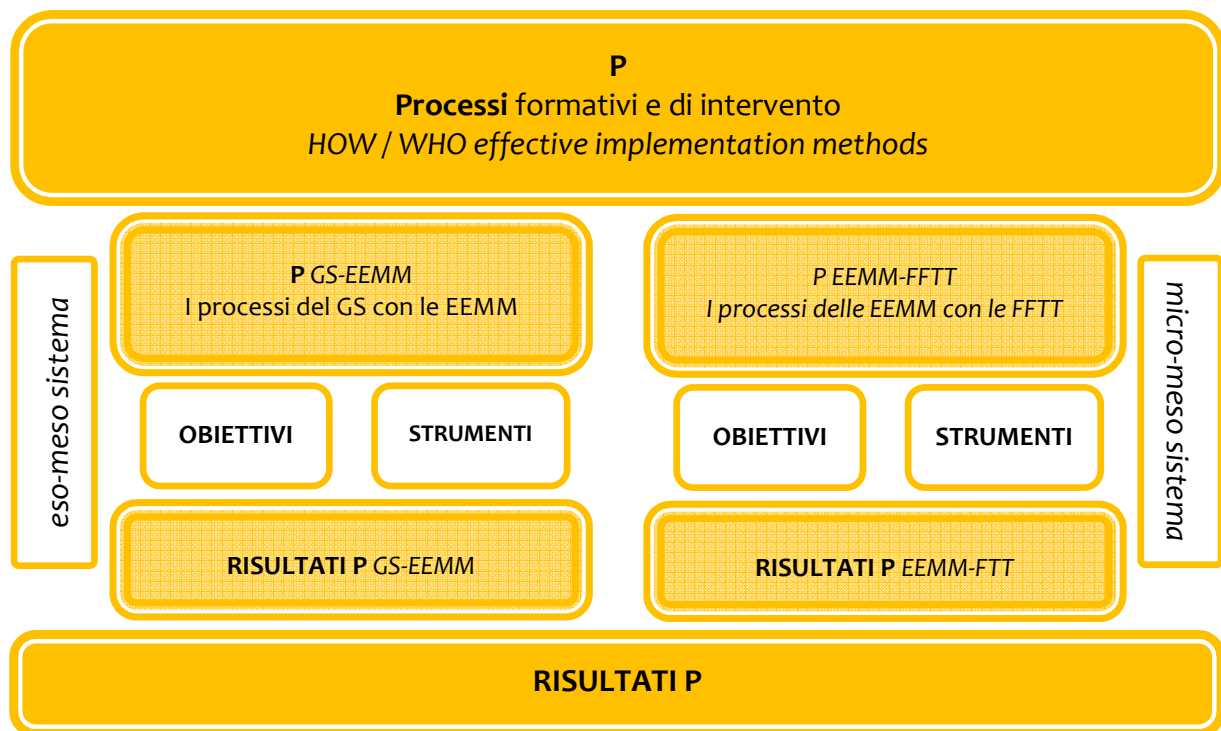 P
Processi formativi e di intervento
HOW / WHO effective implementation methods
eso-meso sistema
P GS-EEMM
I processi del GS con le EEMM
OBIETTIVI
STRUMENTI
RISULTATI P GS-EEMM
P EEMM-FFTT
I processi delle EEMM con le FFTT
OBIETTIVI
STRUMENTI
RISULTATI P EEMM-FTT
micro-meso sistema
RISULTATI P